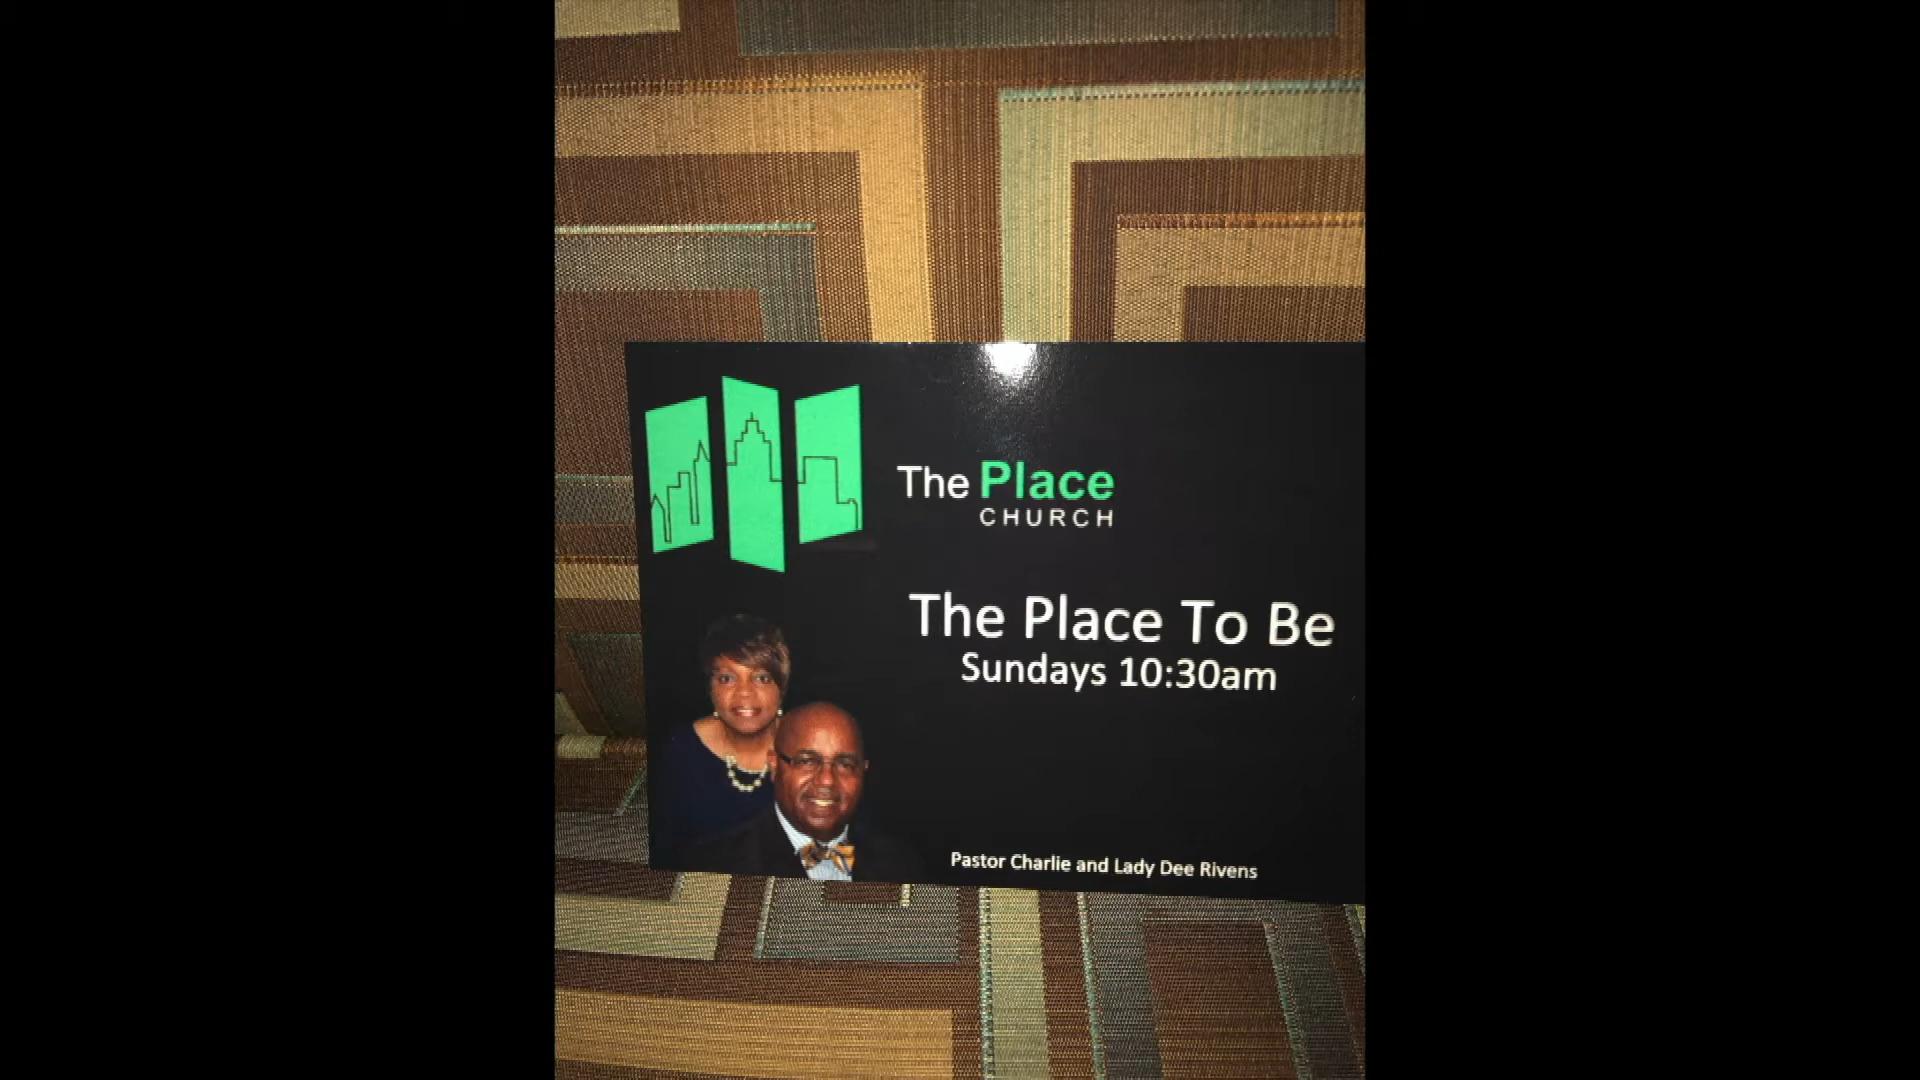 The Place
CHURCH
The Place To Be
Sundays 10:30am
Pastor Charlie and Lady Dee Rivens